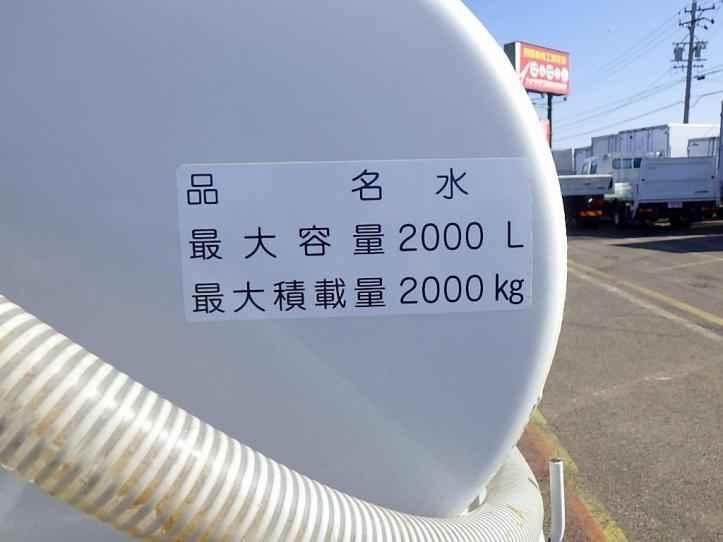 品 名 水
最大容量 2000 L
最大積載量 2000 kg